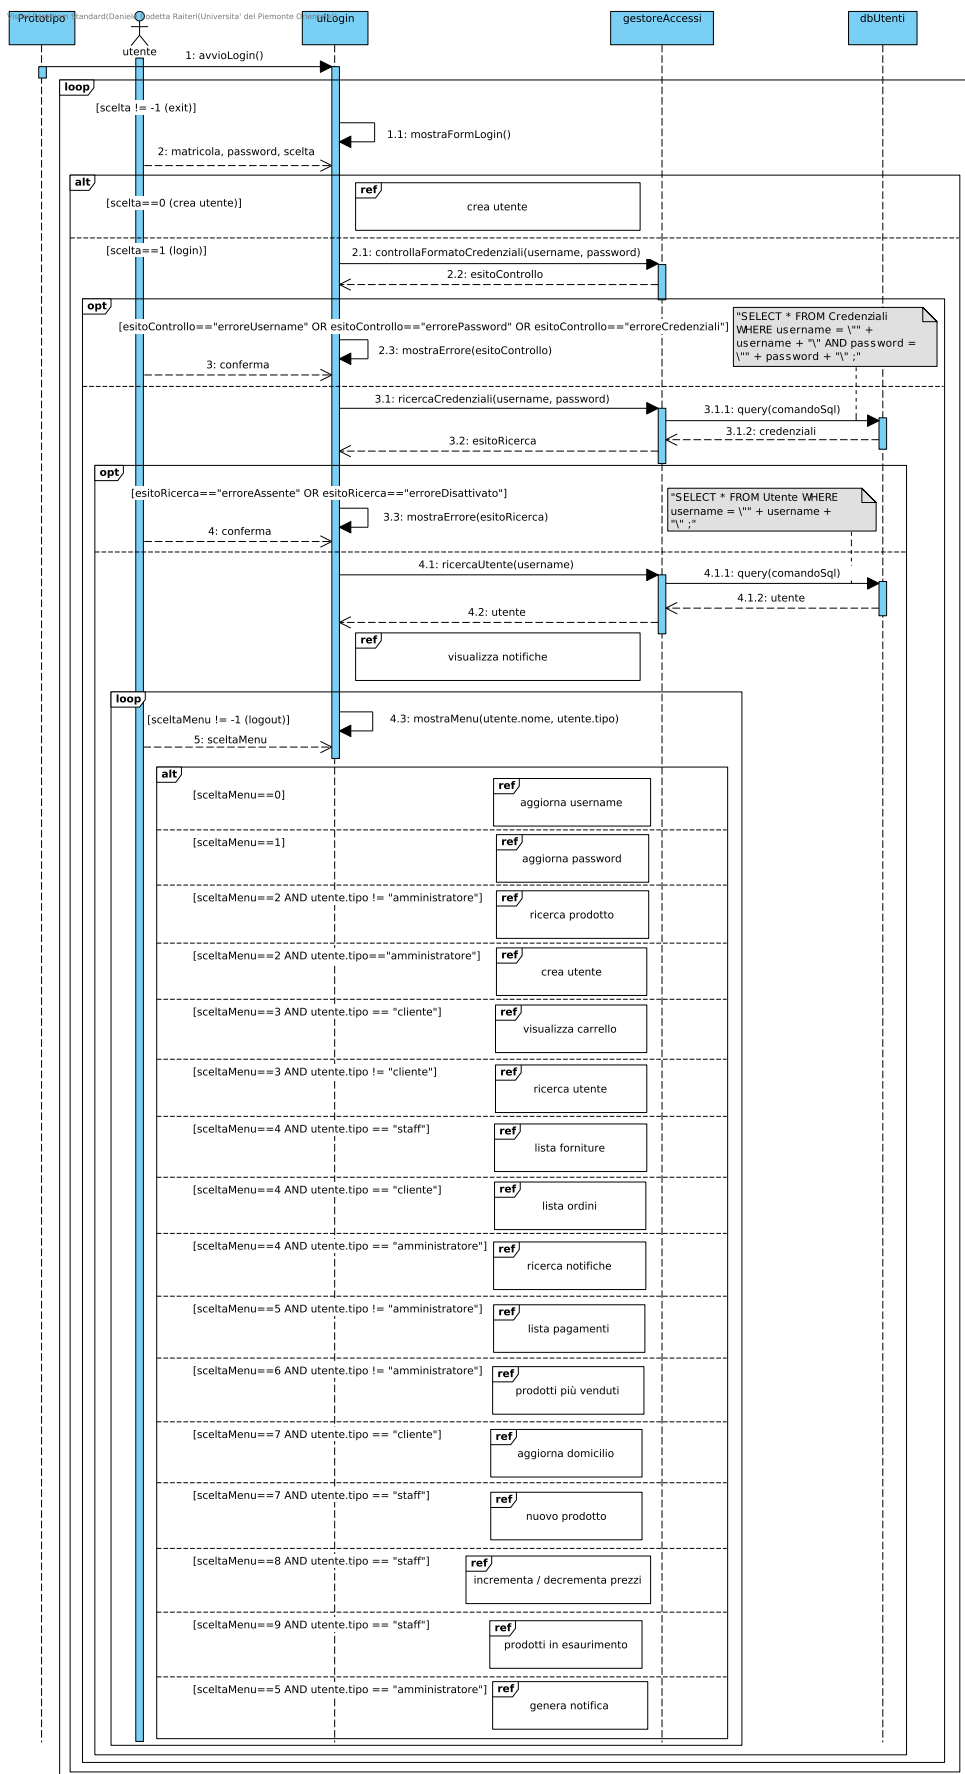 Visual Paradigm Standard(Daniele Codetta Raiteri(Universita' del Piemonte Orientale))
prototipo
utente
UILogin
gestoreAccessi
dbUtenti
1: avvioLogin()
loop
[scelta != -1 (exit)]
1.1: mostraFormLogin()
2: matricola, password, scelta
alt
[scelta==0 (crea utente)]
ref
crea utente
[scelta==1 (login)]
2.1: controllaFormatoCredenziali(username, password)
2.2: esitoControllo
opt
[esitoControllo=="erroreUsername" OR esitoControllo=="errorePassword" OR esitoControllo=="erroreCredenziali"]
"SELECT * FROM Credenziali
WHERE username = \"" +
username + "\" AND password =
\"" + password + "\" ;"
2.3: mostraErrore(esitoControllo)
3: conferma
3.1: ricercaCredenziali(username, password)
3.1.1: query(comandoSql)
3.1.2: credenziali
3.2: esitoRicerca
opt
[esitoRicerca=="erroreAssente" OR esitoRicerca=="erroreDisattivato"]
"SELECT * FROM Utente WHERE
username = \"" + username +
"\" ;"
3.3: mostraErrore(esitoRicerca)
4: conferma
4.1: ricercaUtente(username)
4.1.1: query(comandoSql)
4.1.2: utente
4.2: utente
ref
visualizza notifiche
loop
[sceltaMenu != -1 (logout)]
4.3: mostraMenu(utente.nome, utente.tipo)
5: sceltaMenu
alt
[sceltaMenu==0]
ref
aggiorna username
[sceltaMenu==1]
ref
aggiorna password
[sceltaMenu==2 AND utente.tipo != "amministratore"]
ref
ricerca prodotto
[sceltaMenu==2 AND utente.tipo=="amministratore"]
ref
crea utente
[sceltaMenu==3 AND utente.tipo == "cliente"]
ref
visualizza carrello
[sceltaMenu==3 AND utente.tipo != "cliente"]
ref
ricerca utente
[sceltaMenu==4 AND utente.tipo == "staff"]
ref
lista forniture
[sceltaMenu==4 AND utente.tipo == "cliente"]
ref
lista ordini
[sceltaMenu==4 AND utente.tipo == "amministratore"]
ref
ricerca notifiche
[sceltaMenu==5 AND utente.tipo != "amministratore"]
ref
lista pagamenti
[sceltaMenu==6 AND utente.tipo != "amministratore"]
ref
prodotti più venduti
[sceltaMenu==7 AND utente.tipo == "cliente"]
ref
aggiorna domicilio
[sceltaMenu==7 AND utente.tipo == "staff"]
ref
nuovo prodotto
[sceltaMenu==8 AND utente.tipo == "staff"]
ref
incrementa / decrementa prezzi
[sceltaMenu==9 AND utente.tipo == "staff"]
ref
prodotti in esaurimento
[sceltaMenu==5 AND utente.tipo == "amministratore"]
ref
genera notifica